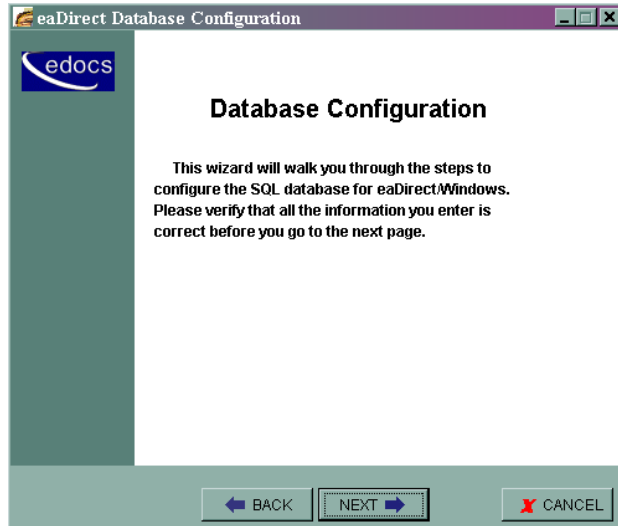 eaDirect Database Configuration
edocs
Database Configuration
This wizard will walk you through the steps to
configure the SQL database for eaDirect/Windows.
Please verify that all the information you enter is
correct before you go to the next page.
BACK
NEXT
CANCEL